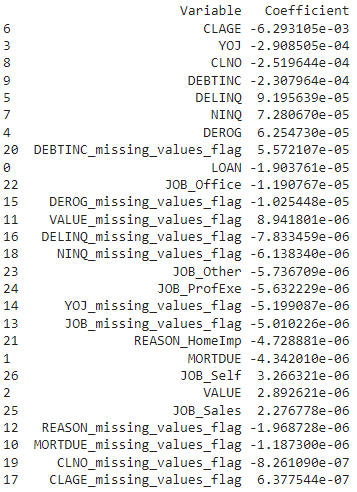 Variable Coefficient
6 CLAGE -6.293105e-03
3 YOJ -2.908505e-04
8 CLNO -2.519644e-04
9 DEBTINC -2.307964e-04
5 DELINQ 9.195639e-05
7 NINQ 7.280670e-05
4 DEROG 6.254730e-05
20 DEBTINC_missing_values_flag 5.572107e-05
0 LOAN -1.903761e-05
22 JOB_Office -1.190767e-05
15 DEROG_missing_values_flag -1.025448e-05
11 VALUE_missing_values_flag 8.941801e-06
16 DELINQ_missing_values_flag -7.833459e-06
18 NINQ_missing_values_flag -6.138340e-06
23 JOB_Other -5.736709e-06
24 JOB_ProfExe -5.632229e-06
14 YOJ_missing_values_flag -5.199087e-06
13 JOB_missing_values_flag -5.010226e-06
21 REASON_HomeImp -4.728881e-06
1 MORTDUE -4.342010e-06
26 JOB_Self 3.266321e-06
2 VALUE 2.892621e-06
25 JOB_Sales 2.276778e-06
12 REASON_missing_values_flag -1.968728e-06
10 MORTDUE_missing_values_flag -1.187300e-06
19 CLNO_missing_values_flag -8.261090e-07
17 CLAGE_missing_values_flag 6.377544e-07